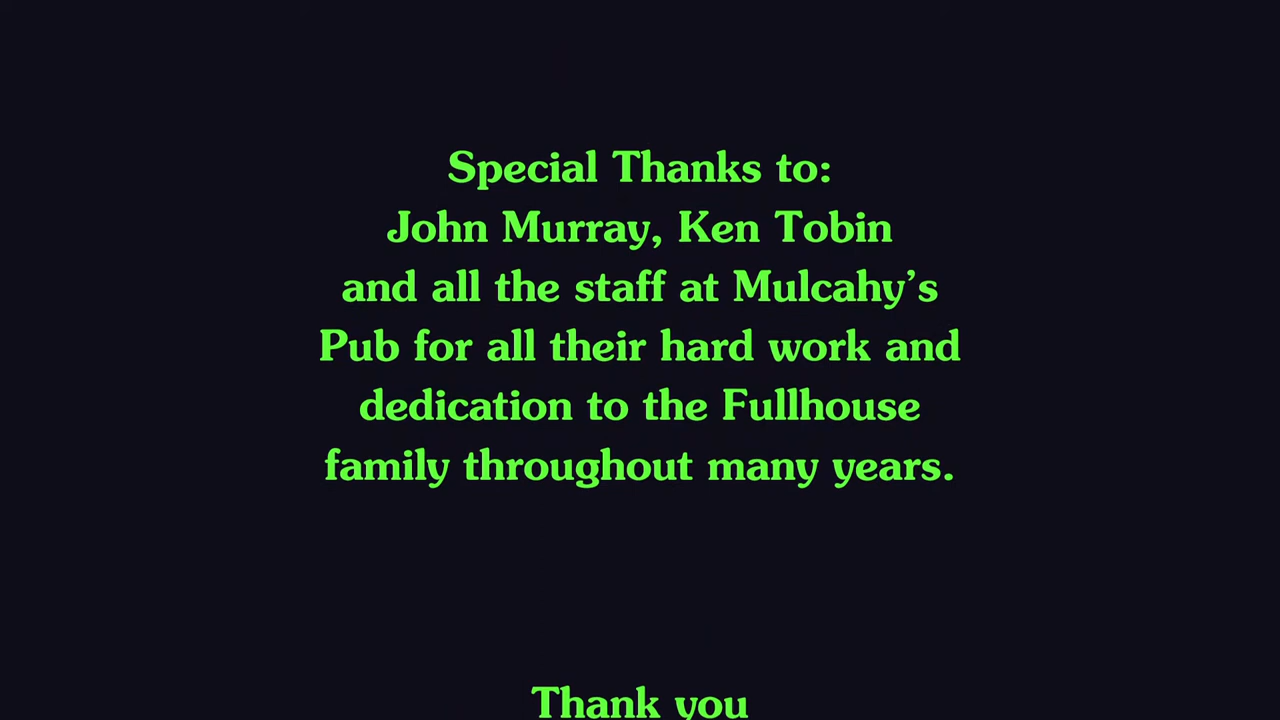 Special Thanks to:
John Murray, Ken Tobin
and all the staff at Mulcahy’s
Pub for all their hard work and
dedication to the Fullhouse
family throughout many years.
Thank you